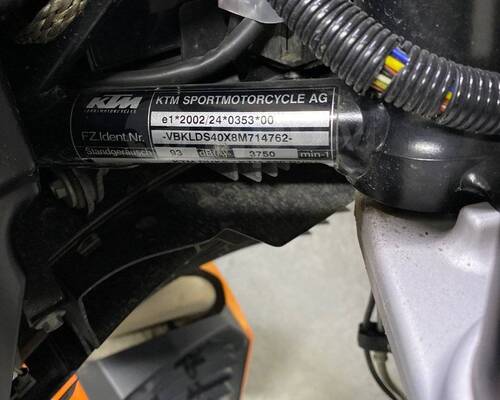 KTM
KTM SPORTMOTORCYCLE AG
e1*2002/24*0353*00
FZ.Ident.Nr.
-VBKLDS40X8M714762-
Standgeräusch 93 dB(A) 3750 min-1